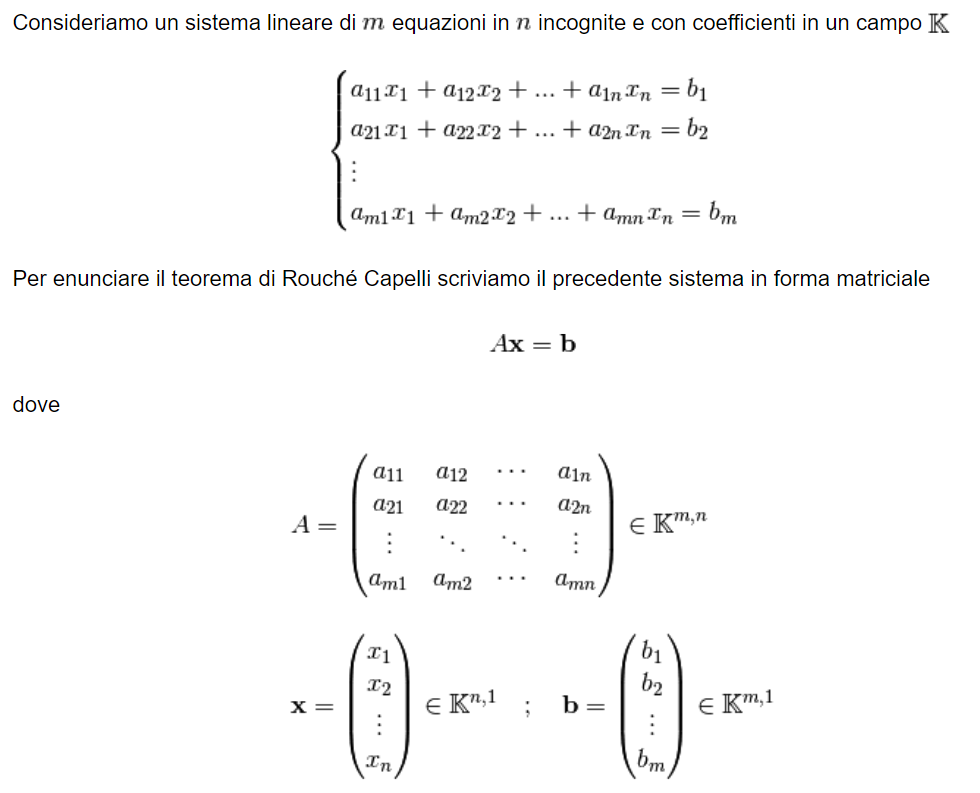 Consideriamo un sistema lineare di m equazioni in n incognite e con coefficienti in un campo 𝕂
a₁₁x₁ + a₁₂x₂ + ... + a₁ₙxₙ = b₁
a₂₁x₁ + a₂₂x₂ + ... + a₂ₙxₙ = b₂
⋮
aₘ₁x₁ + aₘ₂x₂ + ... + aₘₙxₙ = bₘ
Per enunciare il teorema di Rouché Capelli scriviamo il precedente sistema in forma matriciale
Ax = b
dove
a₁₁ a₁₂ ⋯ a₁ₙ
a₂₁ a₂₂ ⋯ a₂ₙ
A = ⋮ ⋱ ⋱ ⋮ ∈ 𝕂ᵐ,ⁿ
aₘ₁ aₘ₂ ⋯ aₘₙ
x₁ b₁
x₂ b₂
x = ⋮ ∈ 𝕂ⁿ,¹ ; b = ⋮ ∈ 𝕂ᵐ,¹
xₙ bₘ